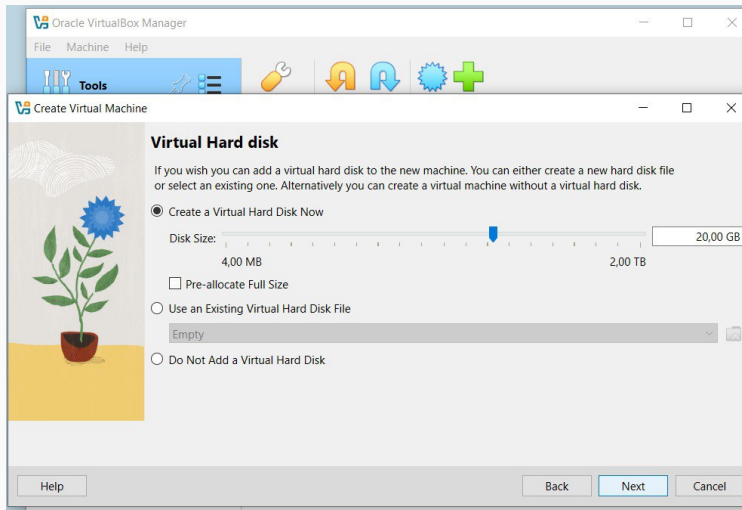 Oracle VirtualBox Manager
File Machine Help
Tools
Create Virtual Machine
Virtual Hard disk
If you wish you can add a virtual hard disk to the new machine. You can either create a new hard disk file
or select an existing one. Alternatively you can create a virtual machine without a virtual hard disk.
Create a Virtual Hard Disk Now
Disk Size:
20,00 GB
4,00 MB
2,00 TB
Pre-allocate Full Size
Use an Existing Virtual Hard Disk File
Empty
Do Not Add a Virtual Hard Disk
Help
Back
Next
Cancel